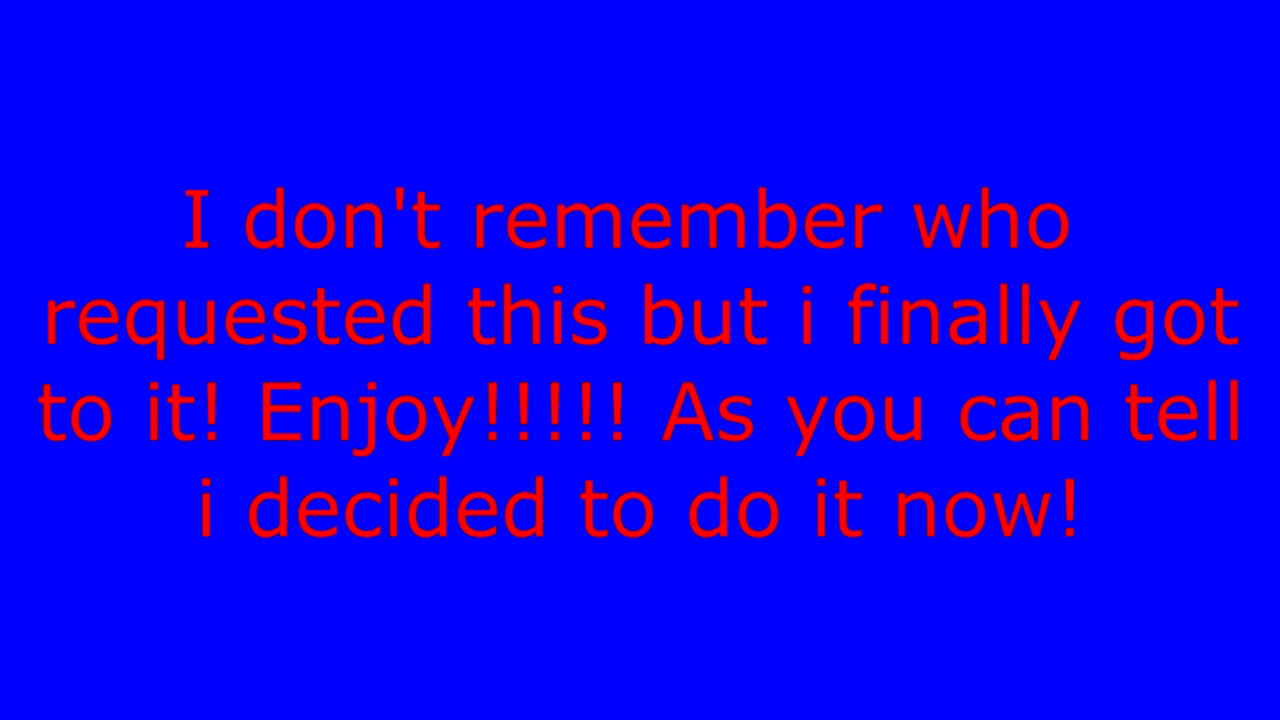 I don't remember who
requested this but i finally got
to it! Enjoy!!!!! As you can tell
i decided to do it now!